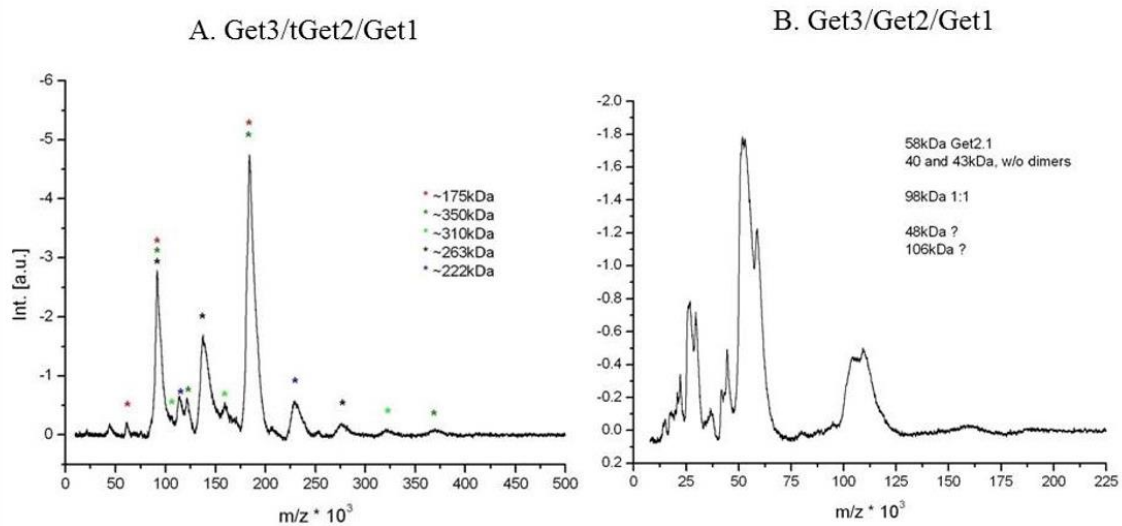 A. Get3/tGet2/Get1
-6
-5
-4
-3
-2
-1
0
Int. [a.u.]
* ~175kDa
* ~350kDa
* ~310kDa
* ~263kDa
* ~222kDa
0 50 100 150 200 250 300 350 400 450 500
m/z * 10³
B. Get3/Get2/Get1
-2.0
-1.8
-1.6
-1.4
-1.2
-1.0
-0.8
-0.6
-0.4
-0.2
0.0
0.2
58kDa Get2.1
40 and 43kDa, w/o dimers
98kDa 1:1
48kDa ?
106kDa ?
0 25 50 75 100 125 150 175 200 225
m/z * 10³